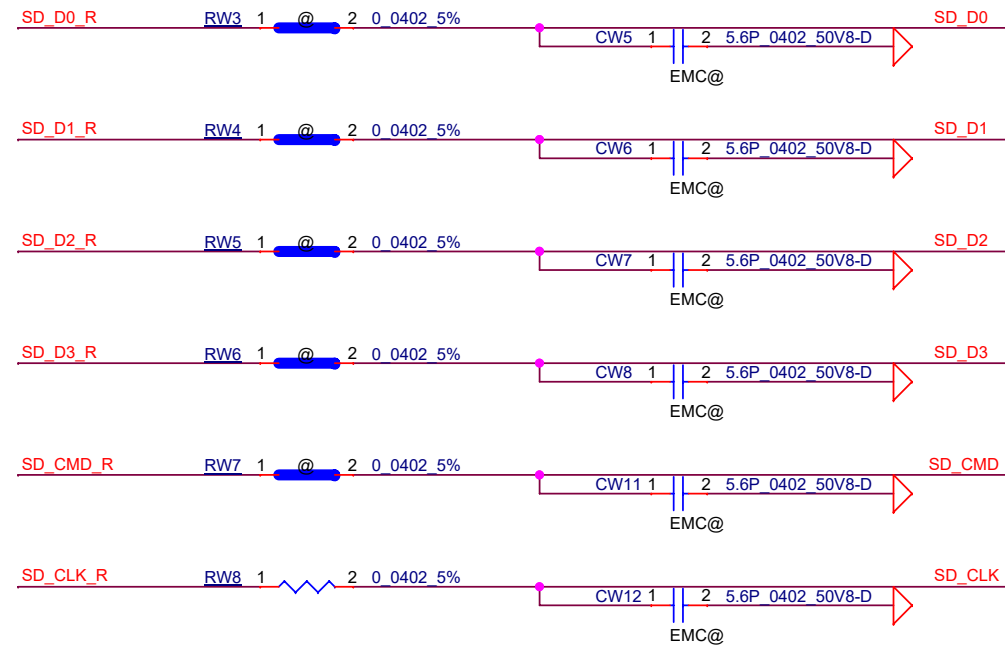 SD_D0_R RW3 1 @ 2 0_0402_5% SD_D0
CW5 1 2 5.6P_0402_50V8-D
EMC@
SD_D1_R RW4 1 @ 2 0_0402_5% SD_D1
CW6 1 2 5.6P_0402_50V8-D
EMC@
SD_D2_R RW5 1 @ 2 0_0402_5% SD_D2
CW7 1 2 5.6P_0402_50V8-D
EMC@
SD_D3_R RW6 1 @ 2 0_0402_5% SD_D3
CW8 1 2 5.6P_0402_50V8-D
EMC@
SD_CMD_R RW7 1 @ 2 0_0402_5% SD_CMD
CW11 1 2 5.6P_0402_50V8-D
EMC@
SD_CLK_R RW8 1 2 0_0402_5% SD_CLK
CW12 1 2 5.6P_0402_50V8-D
EMC@